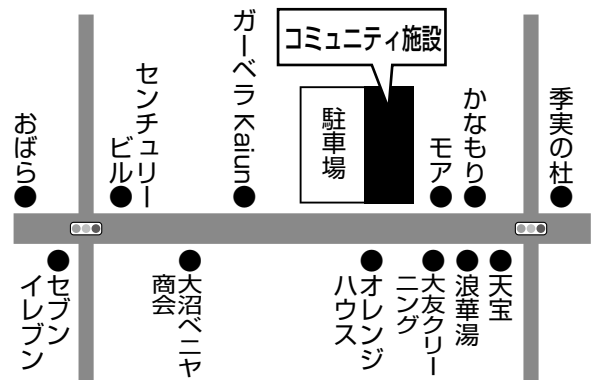 コミュニティ施設
駐車場
おばら
センチュリー
ビル
ガーベラ Kaiun
モア
かなもり
季実の杜
セブン
イレブン
大沼ベニヤ
商会
オレンジ
ハウス
大友クリー
ニング
浪華湯
天宝